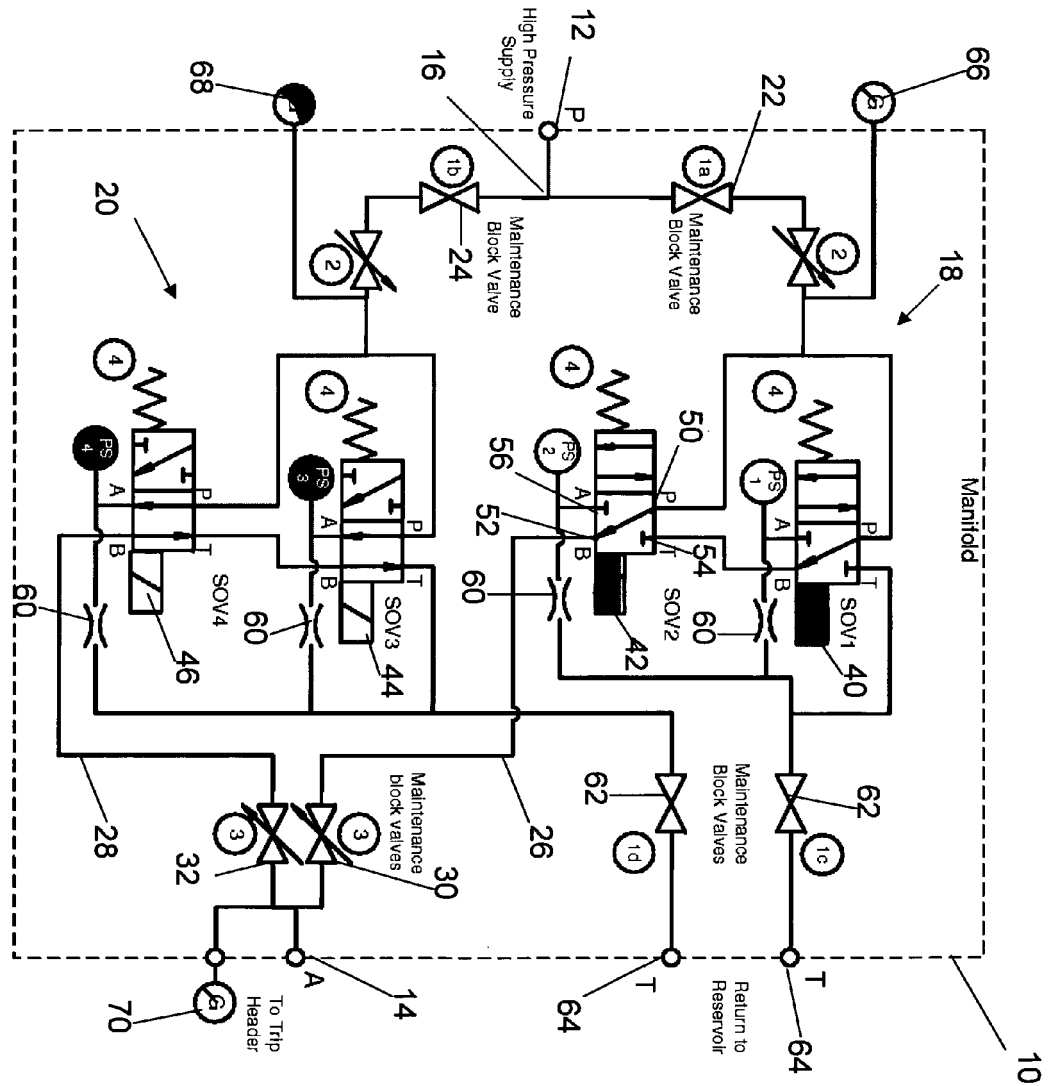 10
64
Return to
Reservoir
64
14
To Trip
Header
70
T
T
A
G
1c
1d
62
Maintenance
Block Valves
62
26
Maintenance
block valves
30
3
3
32
28
40
60
SOV1
42
60
SOV2
44
60
SOV3
46
60
SOV4
T
B
54
T
B
52
T
B
T
B
P
A
PS
1
50
P
A
56
PS
2
P
A
PS
3
P
A
PS
4
4
4
4
4
Manifold
18
2
2
20
22
1a
Maintenance
Block Valve
Maintenance
Block Valve
1b
24
16
P
12
High Pressure
Supply
66
G
68